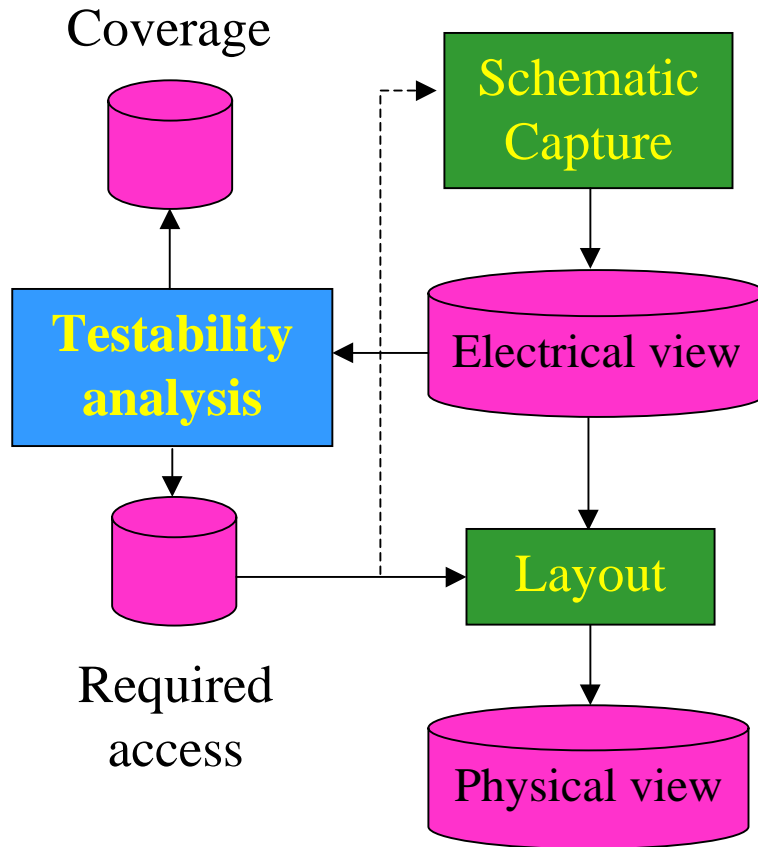 Coverage
Schematic
Capture
Testability
analysis
Electrical view
Layout
Required
access
Physical view